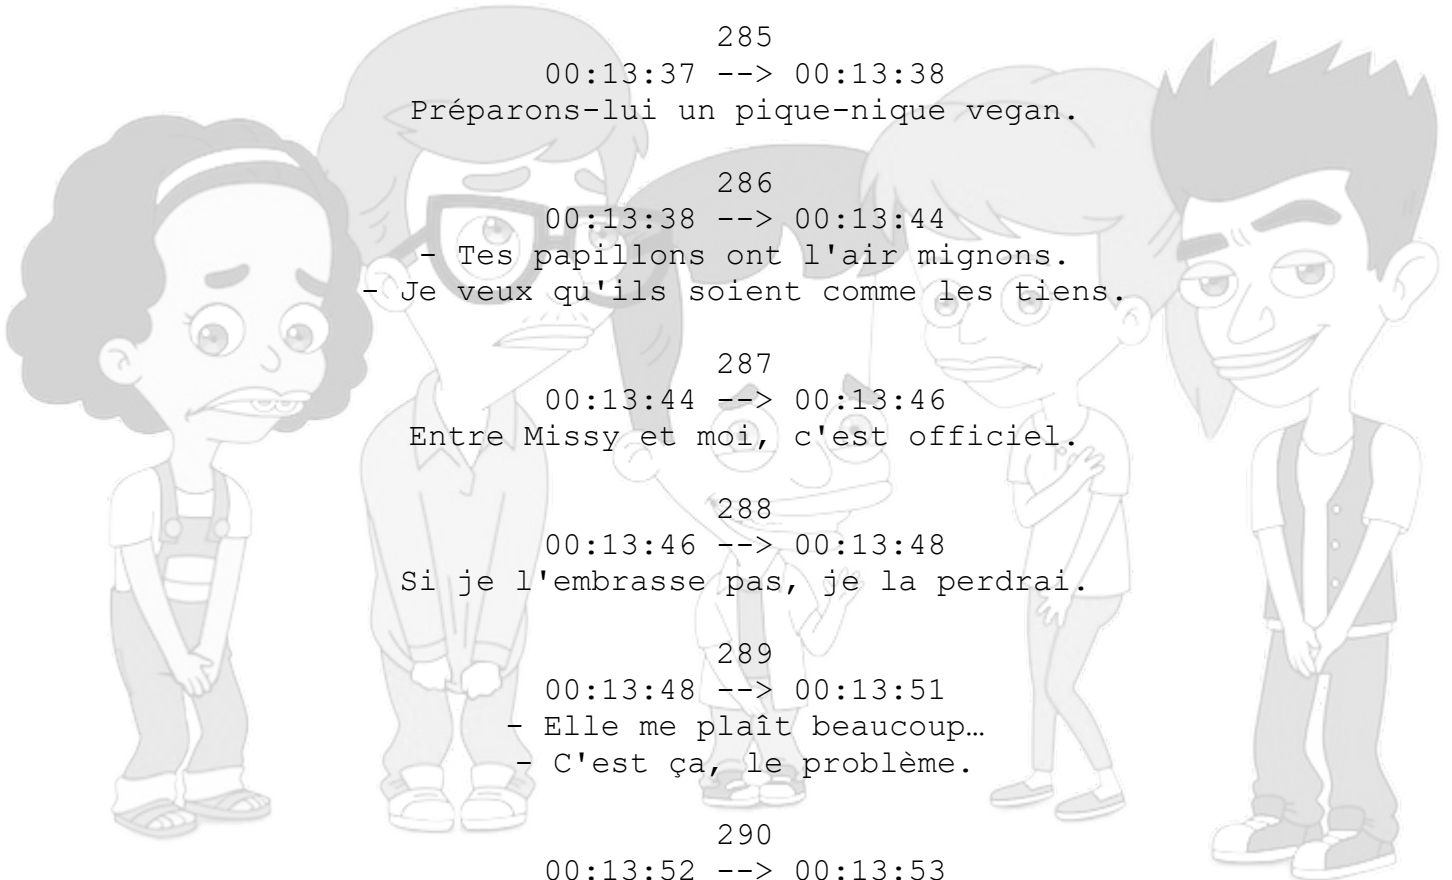 285
00:13:37 --> 00:13:38
Préparons-lui un pique-nique vegan.
286
00:13:38 --> 00:13:44
- Tes papillons ont l'air mignons.
- Je veux qu'ils soient comme les tiens.
287
00:13:44 --> 00:13:46
Entre Missy et moi, c'est officiel.
288
00:13:46 --> 00:13:48
Si je l'embrasse pas, je la perdrai.
289
00:13:48 --> 00:13:51
- Elle me plaît beaucoup…
- C'est ça, le problème.
290
00:13:52 --> 00:13:53